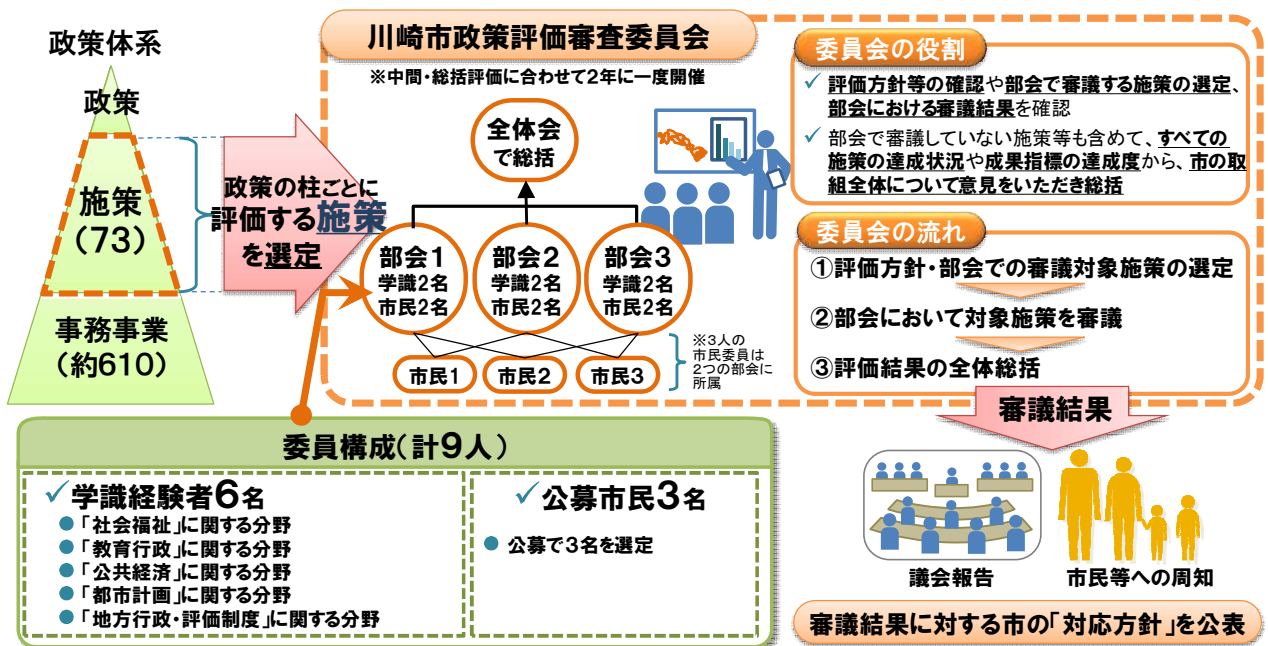 政策体系
政策
施策
(73)
事務事業
(約610)
政策の柱ごとに
評価する施策
を選定
川崎市政策評価審査委員会
※中間・総括評価に合わせて2年に一度開催
全体会
で総括
部会1
学識2名
市民2名
部会2
学識2名
市民2名
部会3
学識2名
市民2名
市民1
市民2
市民3
※3人の
市民委員は
2つの部会に
所属
委員会の役割
✓ 評価方針等の確認や部会で審議する施策の選定、
部会における審議結果を確認
✓ 部会で審議していない施策等も含めて、すべての
施策の達成状況や成果指標の達成度から、市の取
組全体について意見をいただき総括
委員会の流れ
①評価方針・部会での審議対象施策の選定
②部会において対象施策を審議
③評価結果の全体総括
審議結果
議会報告
市民等への周知
審議結果に対する市の「対応方針」を公表
委員構成(計9人)
✓学識経験者6名
●「社会福祉」に関する分野
●「教育行政」に関する分野
●「公共経済」に関する分野
●「都市計画」に関する分野
●「地方行政・評価制度」に関する分野
✓公募市民3名
● 公募で3名を選定